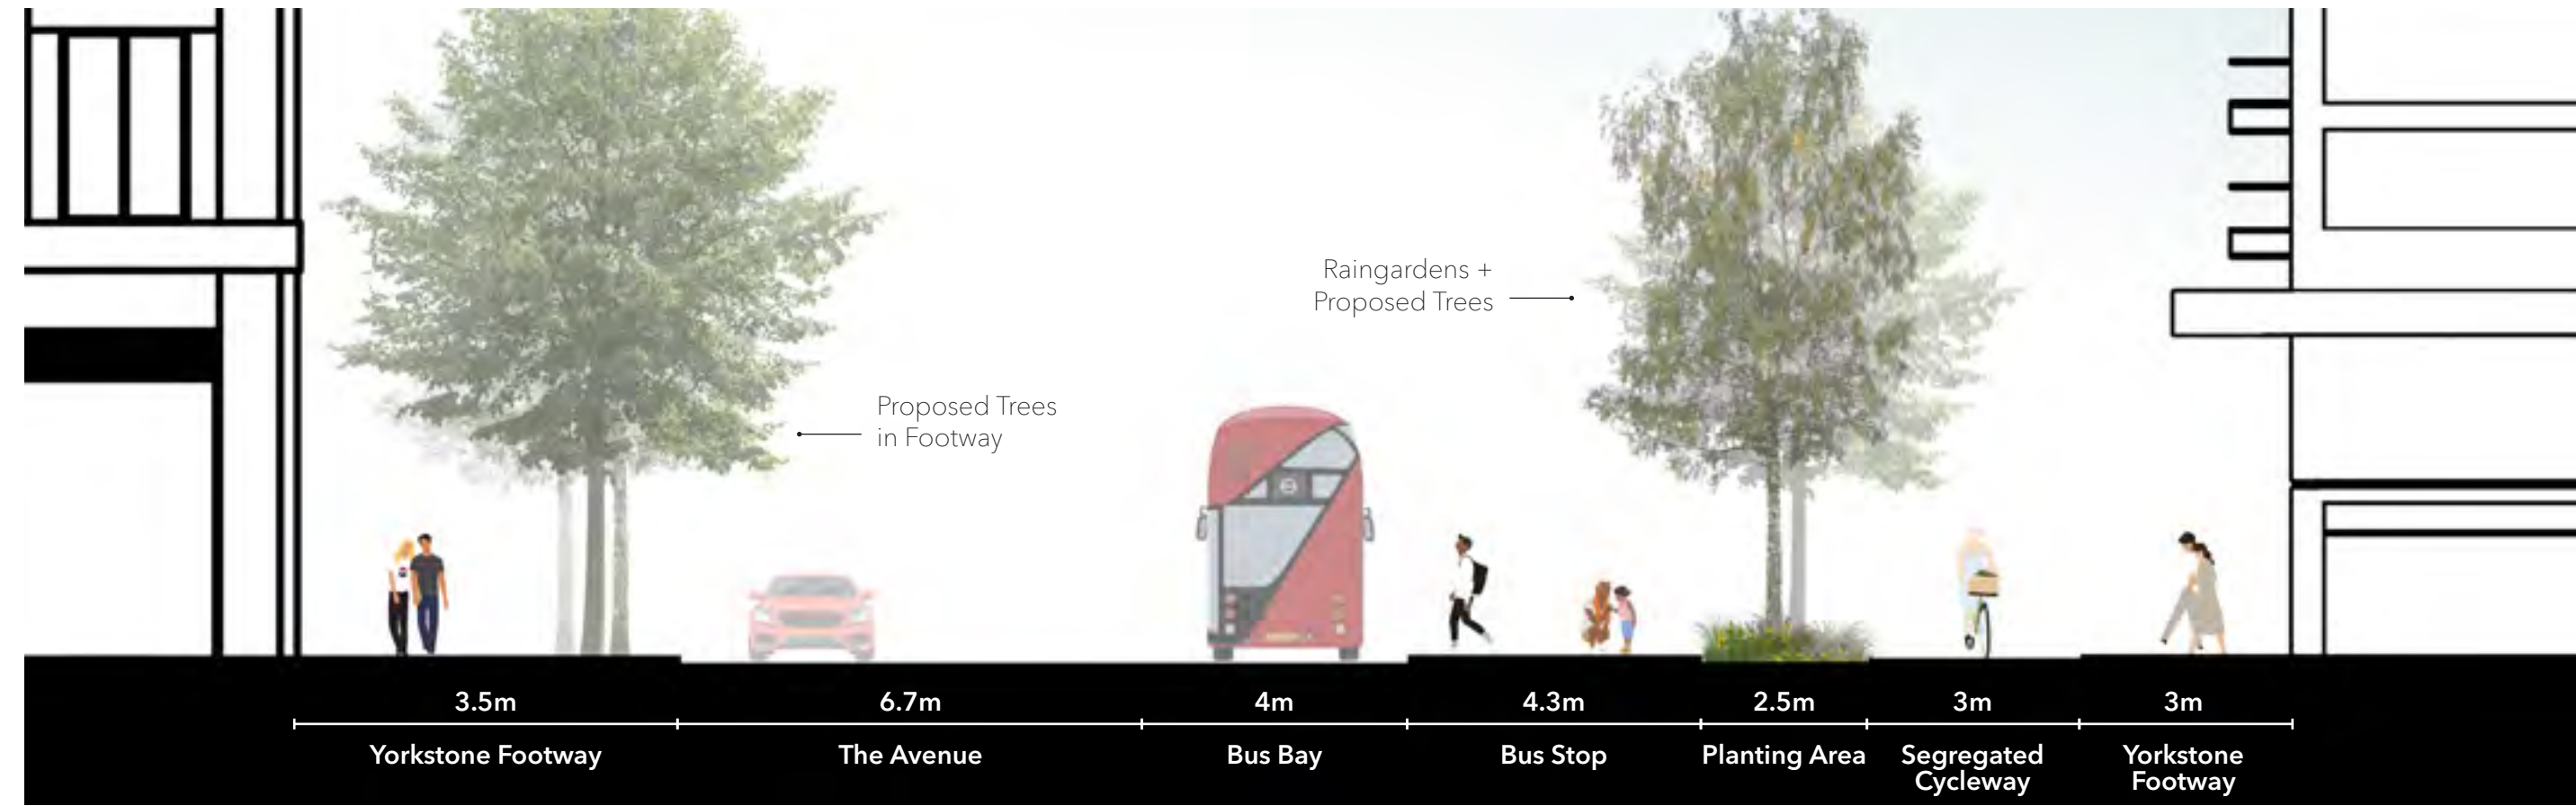 Raingardens +
Proposed Trees
Proposed Trees
in Footway
3.5m
6.7m
4m
4.3m
2.5m
3m
3m
Yorkstone Footway
The Avenue
Bus Bay
Bus Stop
Planting Area
Segregated
Cycleway
Yorkstone
Footway